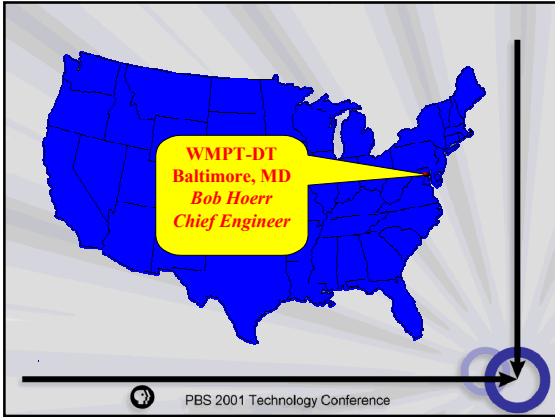 WMPT-DT
Baltimore, MD
Bob Hoerr
Chief Engineer
PBS 2001 Technology Conference